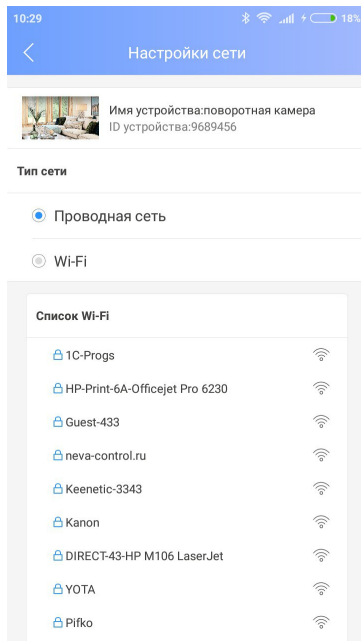 10:29
18%
Настройки сети
Имя устройства:поворотная камера
ID устройства:9689456
Тип сети
Проводная сеть
Wi-Fi
Список Wi-Fi
1C-Progs
HP-Print-6A-Officejet Pro 6230
Guest-433
neva-control.ru
Keenetic-3343
Kanon
DIRECT-43-HP M106 LaserJet
YOTA
Pifko